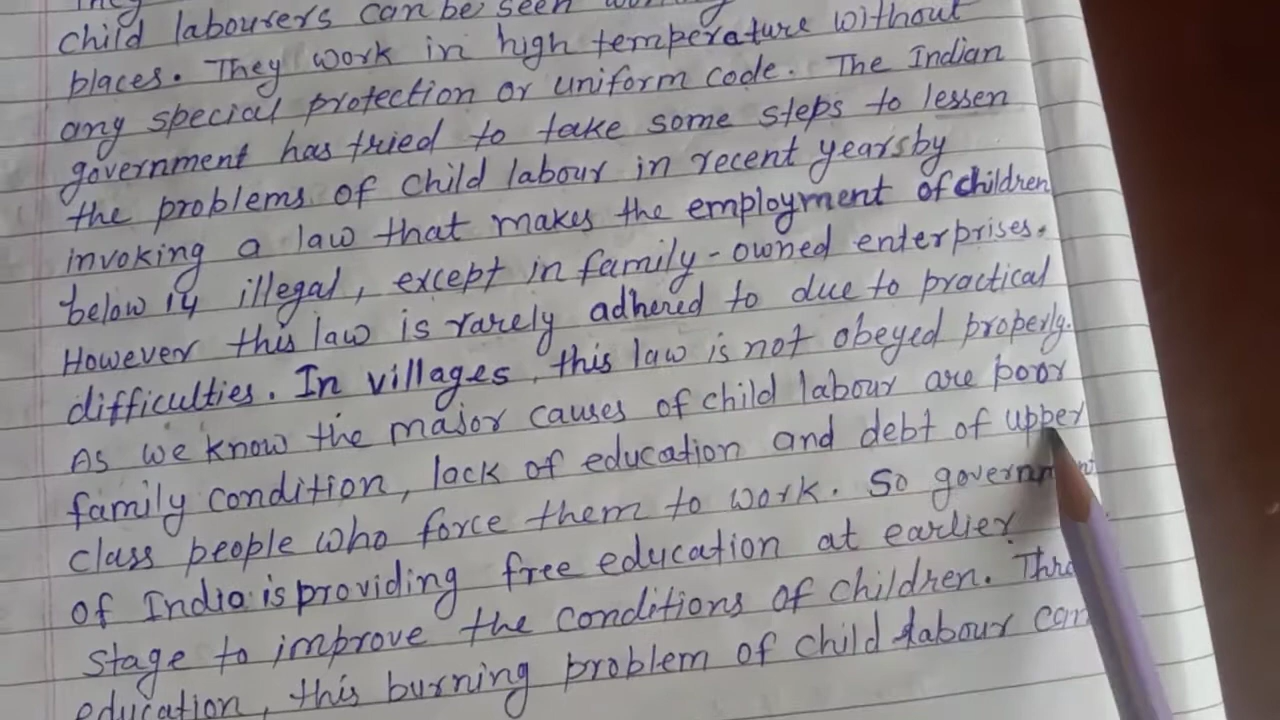 They
child labourers can be seen
places. They work in high temperature without
any special protection or uniform code. The Indian
government has tried to take some steps to lessen
the problems of child labour in recent years by
invoking a law that makes the employment of children
below 14 illegal, except in family-owned enterprises.
However this law is rarely adhered to due to practical
difficulties. In villages, this law is not obeyed properly.
As we know the major causes of child labour are poor
family condition, lack of education and debt of upper
class people who force them to work. So government
of India is providing free education at earlier
stage to improve the conditions of children. Thro
education, this burning problem of child labour can